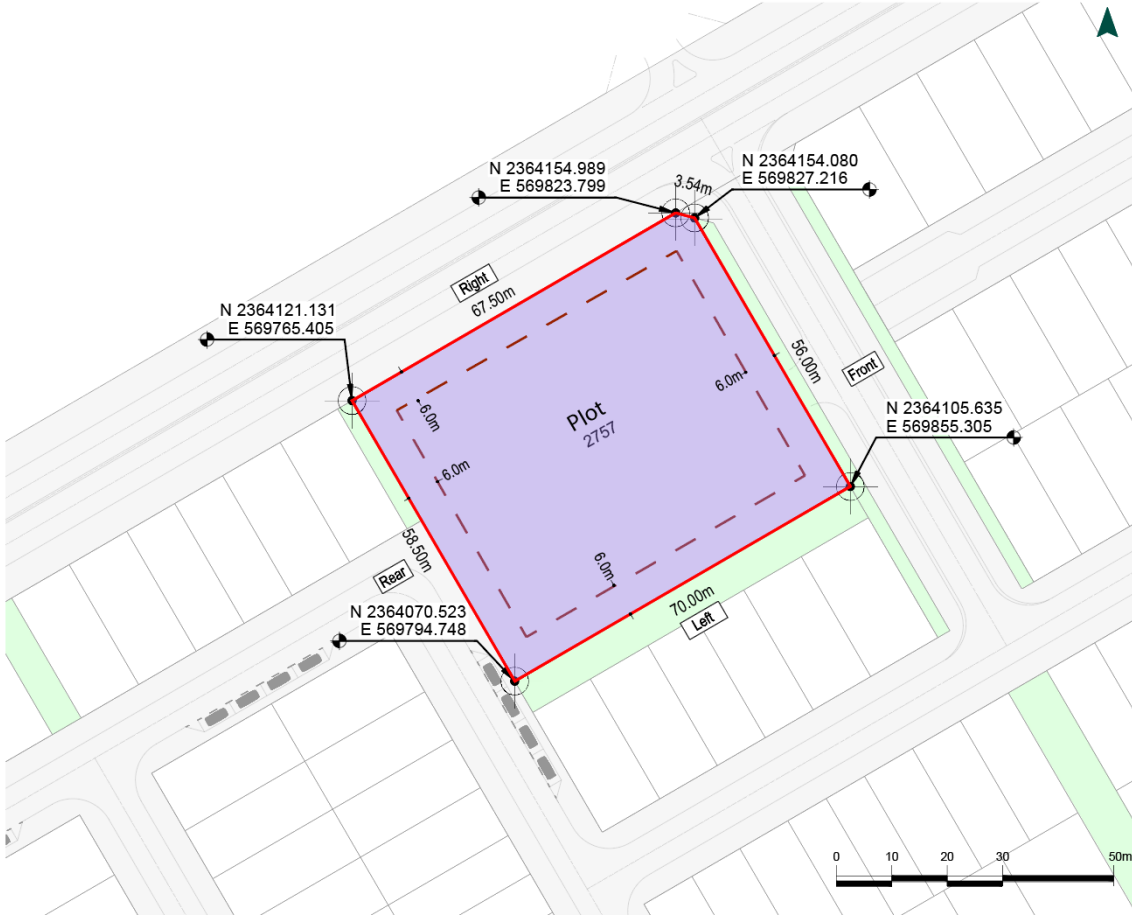 N 2364154.989
E 569823.799
3.54m
N 2364154.080
E 569827.216
Right
67.50m
N 2364121.131
E 569765.405
56.00m
Front
6.0m
6.0m
Plot
2757
N 2364105.635
E 569855.305
6.0m
58.50m
Rear
6.0m
70.00m
Left
N 2364070.523
E 569794.748
0 10 20 30 50m